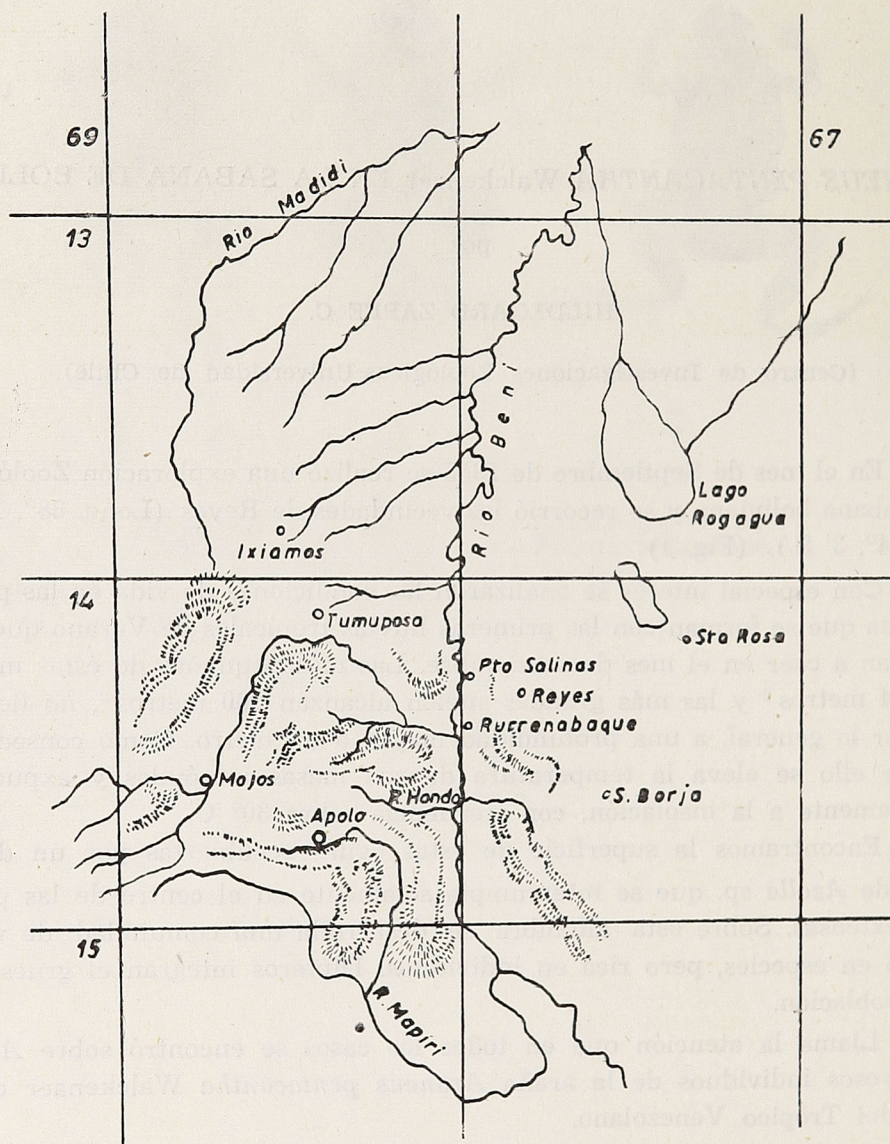 69
67
Rio Madidi
13
Rio Beni
Lago
Rogagua
Ixiamos
14
Tumupasa
Sta Rosa
Pto Salinas
Reyes
Rurrenabaque
Mojos
R. Hondo
S. Borja
Apolo
15
R. Mapiri